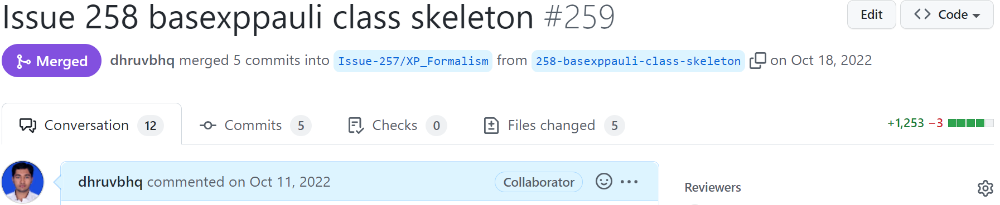 Issue 258 basexppauli class skeleton #259
Edit
Code
Merged
dhruvbhq merged 5 commits into Issue-257/XP_Formalism from 258-basexppauli-class-skeleton on Oct 18, 2022
Conversation 12
Commits 5
Checks 0
Files changed 5
+1,253 −3
dhruvbhq commented on Oct 11, 2022
Collaborator
Reviewers